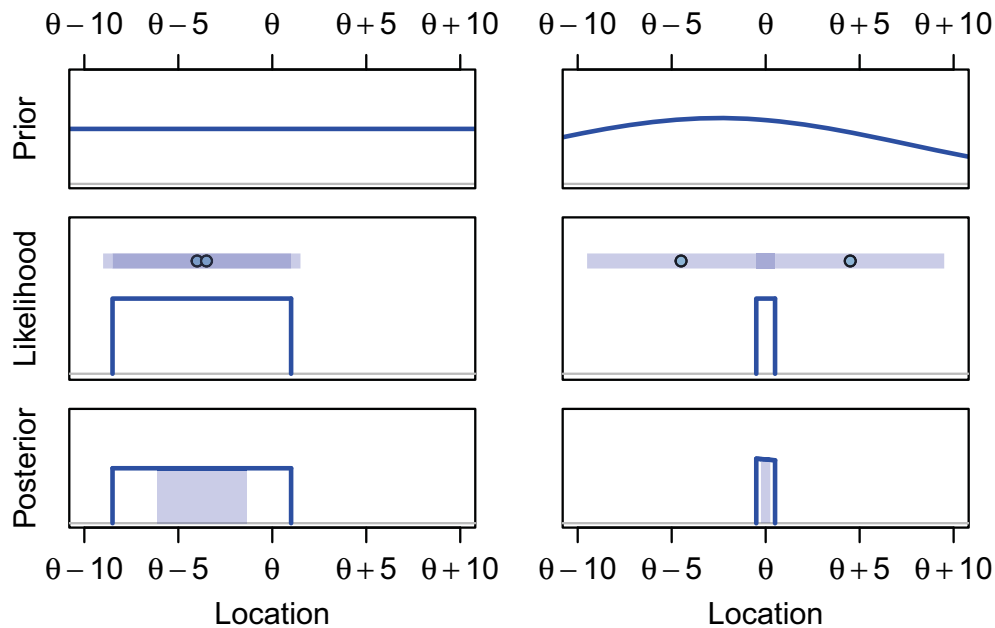 θ − 10 θ − 5 θ θ + 5 θ + 10 θ − 10 θ − 5 θ θ + 5 θ + 10
Prior
Likelihood
Posterior
θ − 10 θ − 5 θ θ + 5 θ + 10 θ − 10 θ − 5 θ θ + 5 θ + 10
Location Location